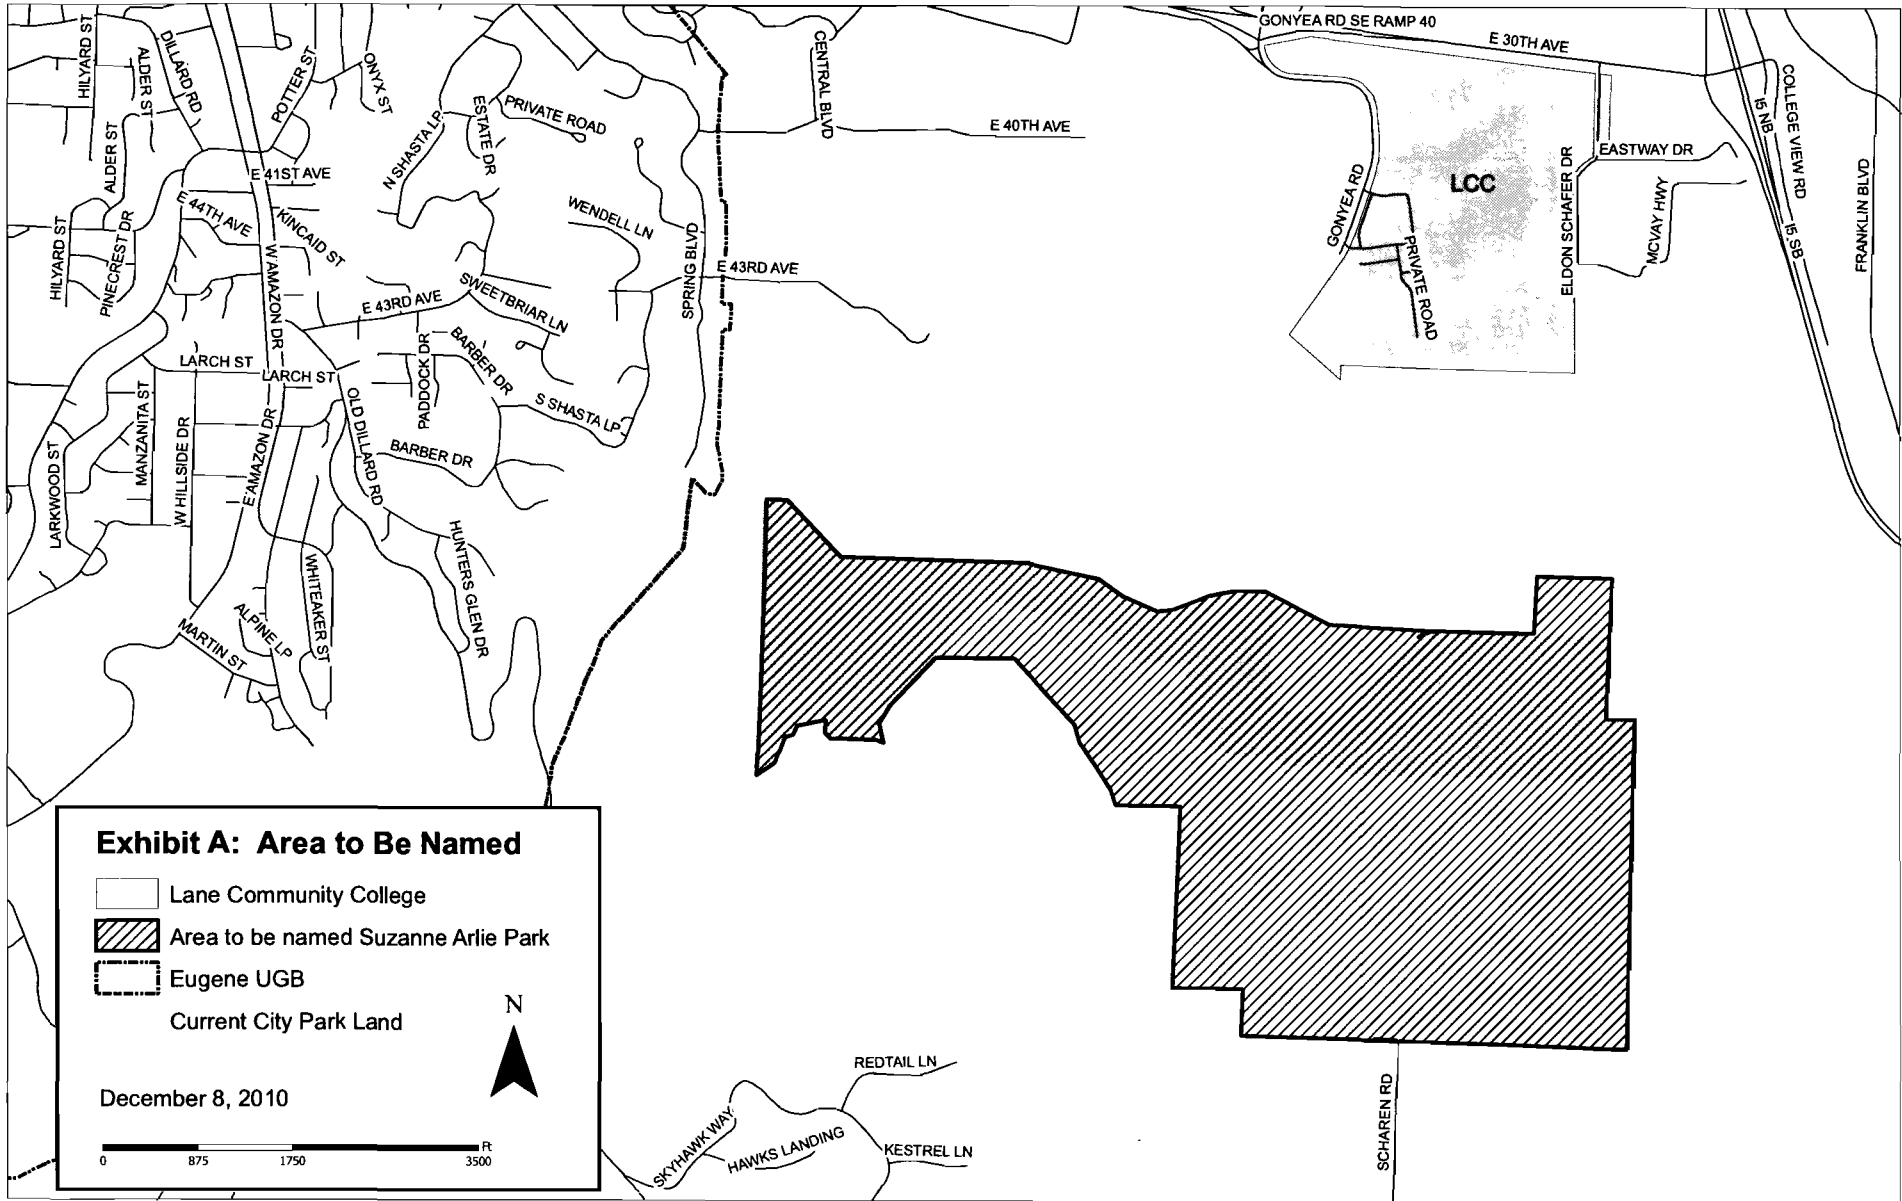 GONYEA RD SE RAMP 40
E 30TH AVE
HILYARD ST
ALDER ST
DILLARD RD
POTTER ST
ONYX ST
N SHASTA LP
ESTATE DR
PRIVATE ROAD
CENTRAL BLVD
E 40TH AVE
COLLEGE VIEW RD
I5 NB
I5 SB
FRANKLIN BLVD
EASTWAY DR
ELDON SCHAFER DR
MCVAY HWY
LCC
GONYEA RD
PRIVATE ROAD
ALDER ST
E 41ST AVE
E 44TH AVE
KINCAID ST
HILYARD ST
PINECREST DR
W AMAZON DR
WENDELL LN
SPRING BLVD
E 43RD AVE
E 43RD AVE
SWEETBRIAR LN
BARBER DR
PADDOCK DR
LARCH ST
LARCH ST
S SHASTA LP
MANZANITA ST
W HILLSIDE DR
E AMAZON DR
OLD DILLARD RD
BARBER DR
LARKWOOD ST
HUNTERS GLEN DR
WHITEAKER ST
ALPINE LP
MARTIN ST
Exhibit A: Area to Be Named
Lane Community College
Area to be named Suzanne Arlie Park
Eugene UGB
Current City Park Land
N
December 8, 2010
Ft
0 875 1750 3500
REDTAIL LN
SKYHAWK WAY
HAWKS LANDING
KESTREL LN
SCHAREN RD